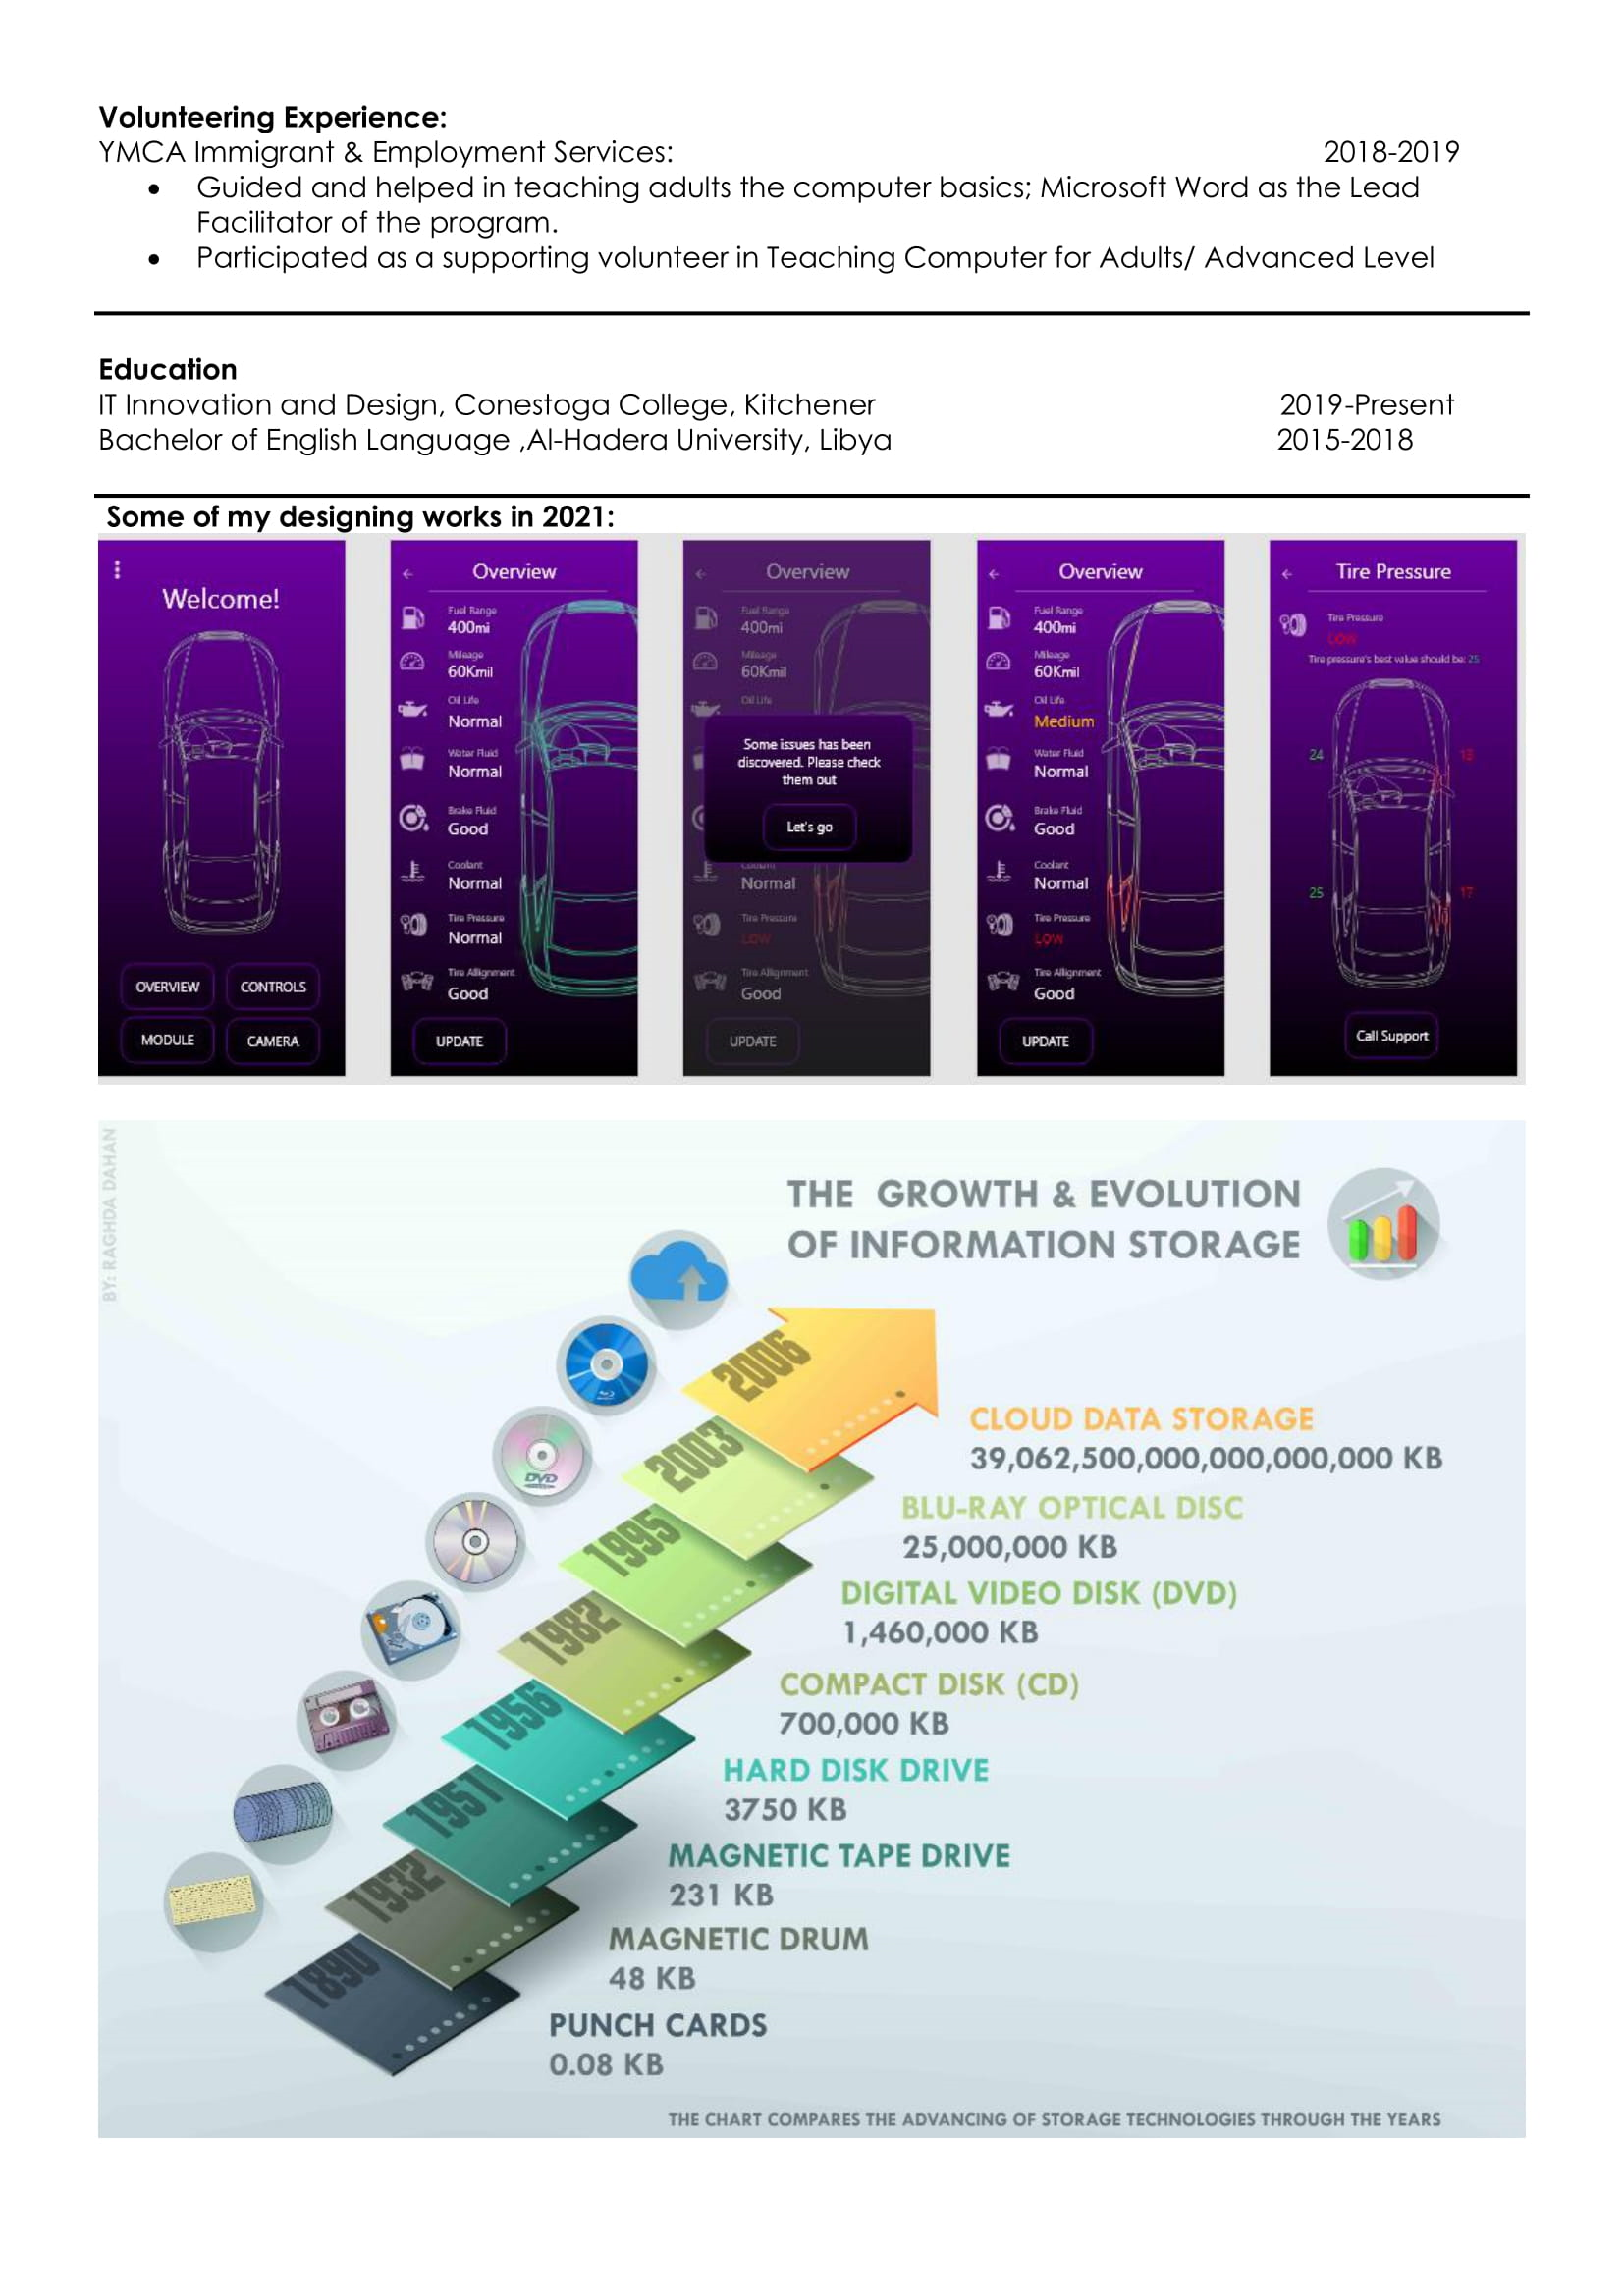 Volunteering Experience:
YMCA Immigrant & Employment Services: 2018-2019
• Guided and helped in teaching adults the computer basics; Microsoft Word as the Lead
Facilitator of the program.
• Participated as a supporting volunteer in Teaching Computer for Adults/ Advanced Level
Education
IT Innovation and Design, Conestoga College, Kitchener 2019-Present
Bachelor of English Language ,Al-Hadera University, Libya 2015-2018
Some of my designing works in 2021:
Welcome!
OVERVIEW CONTROLS
MODULE CAMERA
Overview
Fuel Range
400mi
Mileage
60Kmil
Oil Life
Normal
Water Fluid
Normal
Brake Fluid
Good
Coolant
Normal
Tire Pressure
Normal
Tire Allignment
Good
UPDATE
Overview
Fuel Range
400mi
Mileage
60Kmil
Oil Life
Some issues has been
discovered. Please check
them out
Let's go
Coolant
Normal
Tire Pressure
LOW
Tire Allignment
Good
UPDATE
Overview
Fuel Range
400mi
Mileage
60Kmil
Oil Life
Medium
Water Fluid
Normal
Brake Fluid
Good
Coolant
Normal
Tire Pressure
LOW
Tire Allignment
Good
UPDATE
Tire Pressure
Tire Pressure
LOW
Tire pressure's best value should be: 25
24
25 17
Call Support
BY: RAGHDA DAHAN
THE GROWTH & EVOLUTION
OF INFORMATION STORAGE
2006
CLOUD DATA STORAGE
39,062,500,000,000,000,000 KB
2003
BLU-RAY OPTICAL DISC
25,000,000 KB
DVD
1995
DIGITAL VIDEO DISK (DVD)
1,460,000 KB
1982
COMPACT DISK (CD)
700,000 KB
1956
HARD DISK DRIVE
3750 KB
1951
MAGNETIC TAPE DRIVE
231 KB
1932
MAGNETIC DRUM
48 KB
1890
PUNCH CARDS
0.08 KB
THE CHART COMPARES THE ADVANCING OF STORAGE TECHNOLOGIES THROUGH THE YEARS